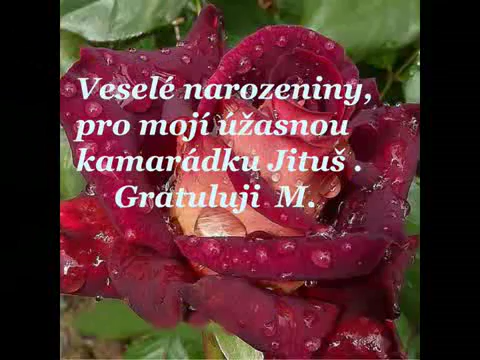 Veselé narozeniny,
pro mojí úžasnou
kamarádku Jituš .
Gratuluji M.